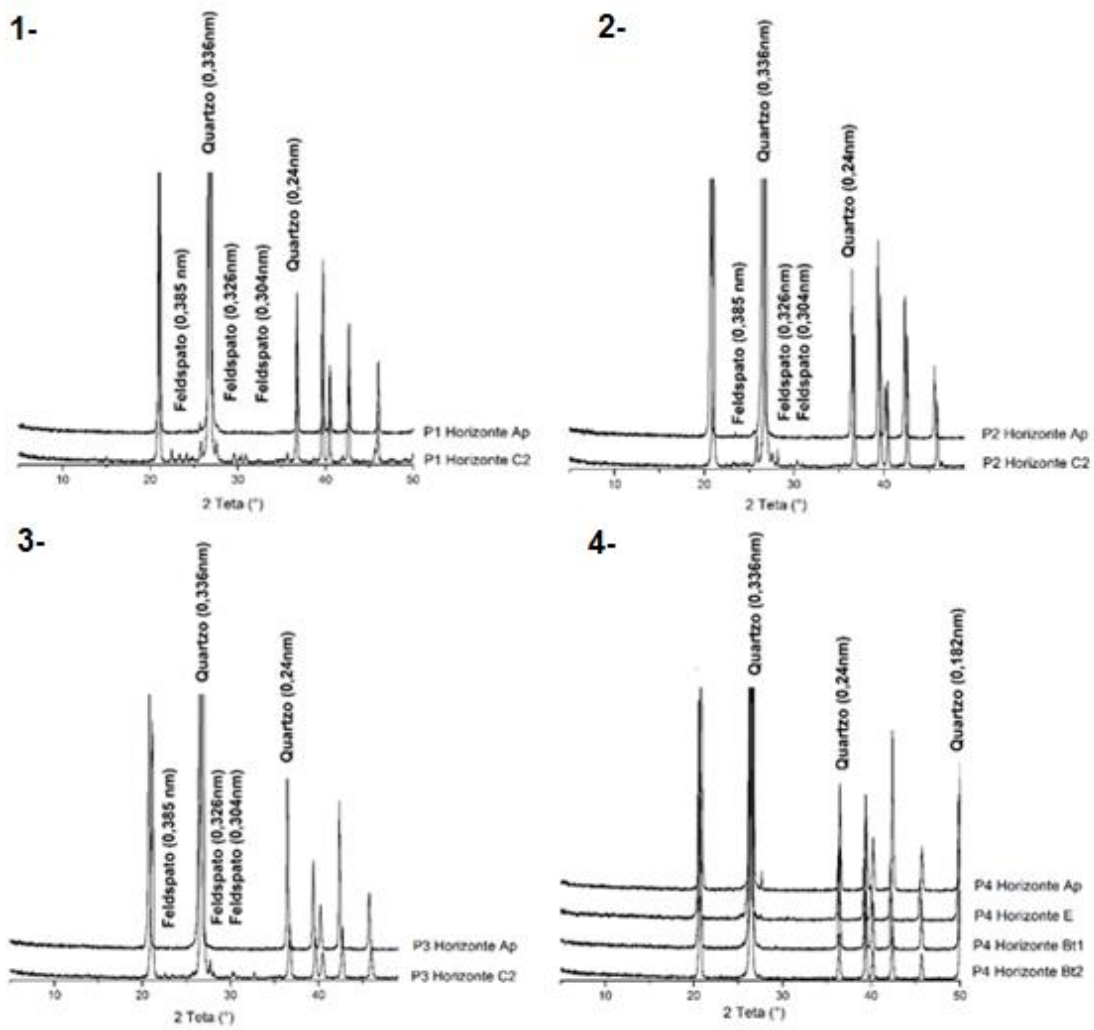 1-
Quartzo (0,336nm)
Feldspato (0,385 nm)
Feldspato (0,326nm)
Feldspato (0,304nm)
Quartzo (0,24nm)
P1 Horizonte Ap
P1 Horizonte C2
10 20 30 40 50
2 Teta (°)
2-
Quartzo (0,336nm)
Feldspato (0,385 nm)
Feldspato (0,326nm)
Feldspato (0,304nm)
Quartzo (0,24nm)
P2 Horizonte Ap
P2 Horizonte C2
10 20 30 40
2 Teta (°)
3-
Quartzo (0,336nm)
Feldspato (0,385 nm)
Feldspato (0,326nm)
Feldspato (0,304nm)
Quartzo (0,24nm)
P3 Horizonte Ap
P3 Horizonte C2
10 20 30 40
2 Teta (°)
4-
Quartzo (0,336nm)
Quartzo (0,24nm)
Quartzo (0,182nm)
P4 Horizonte Ap
P4 Horizonte E
P4 Horizonte Bt1
P4 Horizonte Bt2
10 20 30 40 50
2 Teta (°)